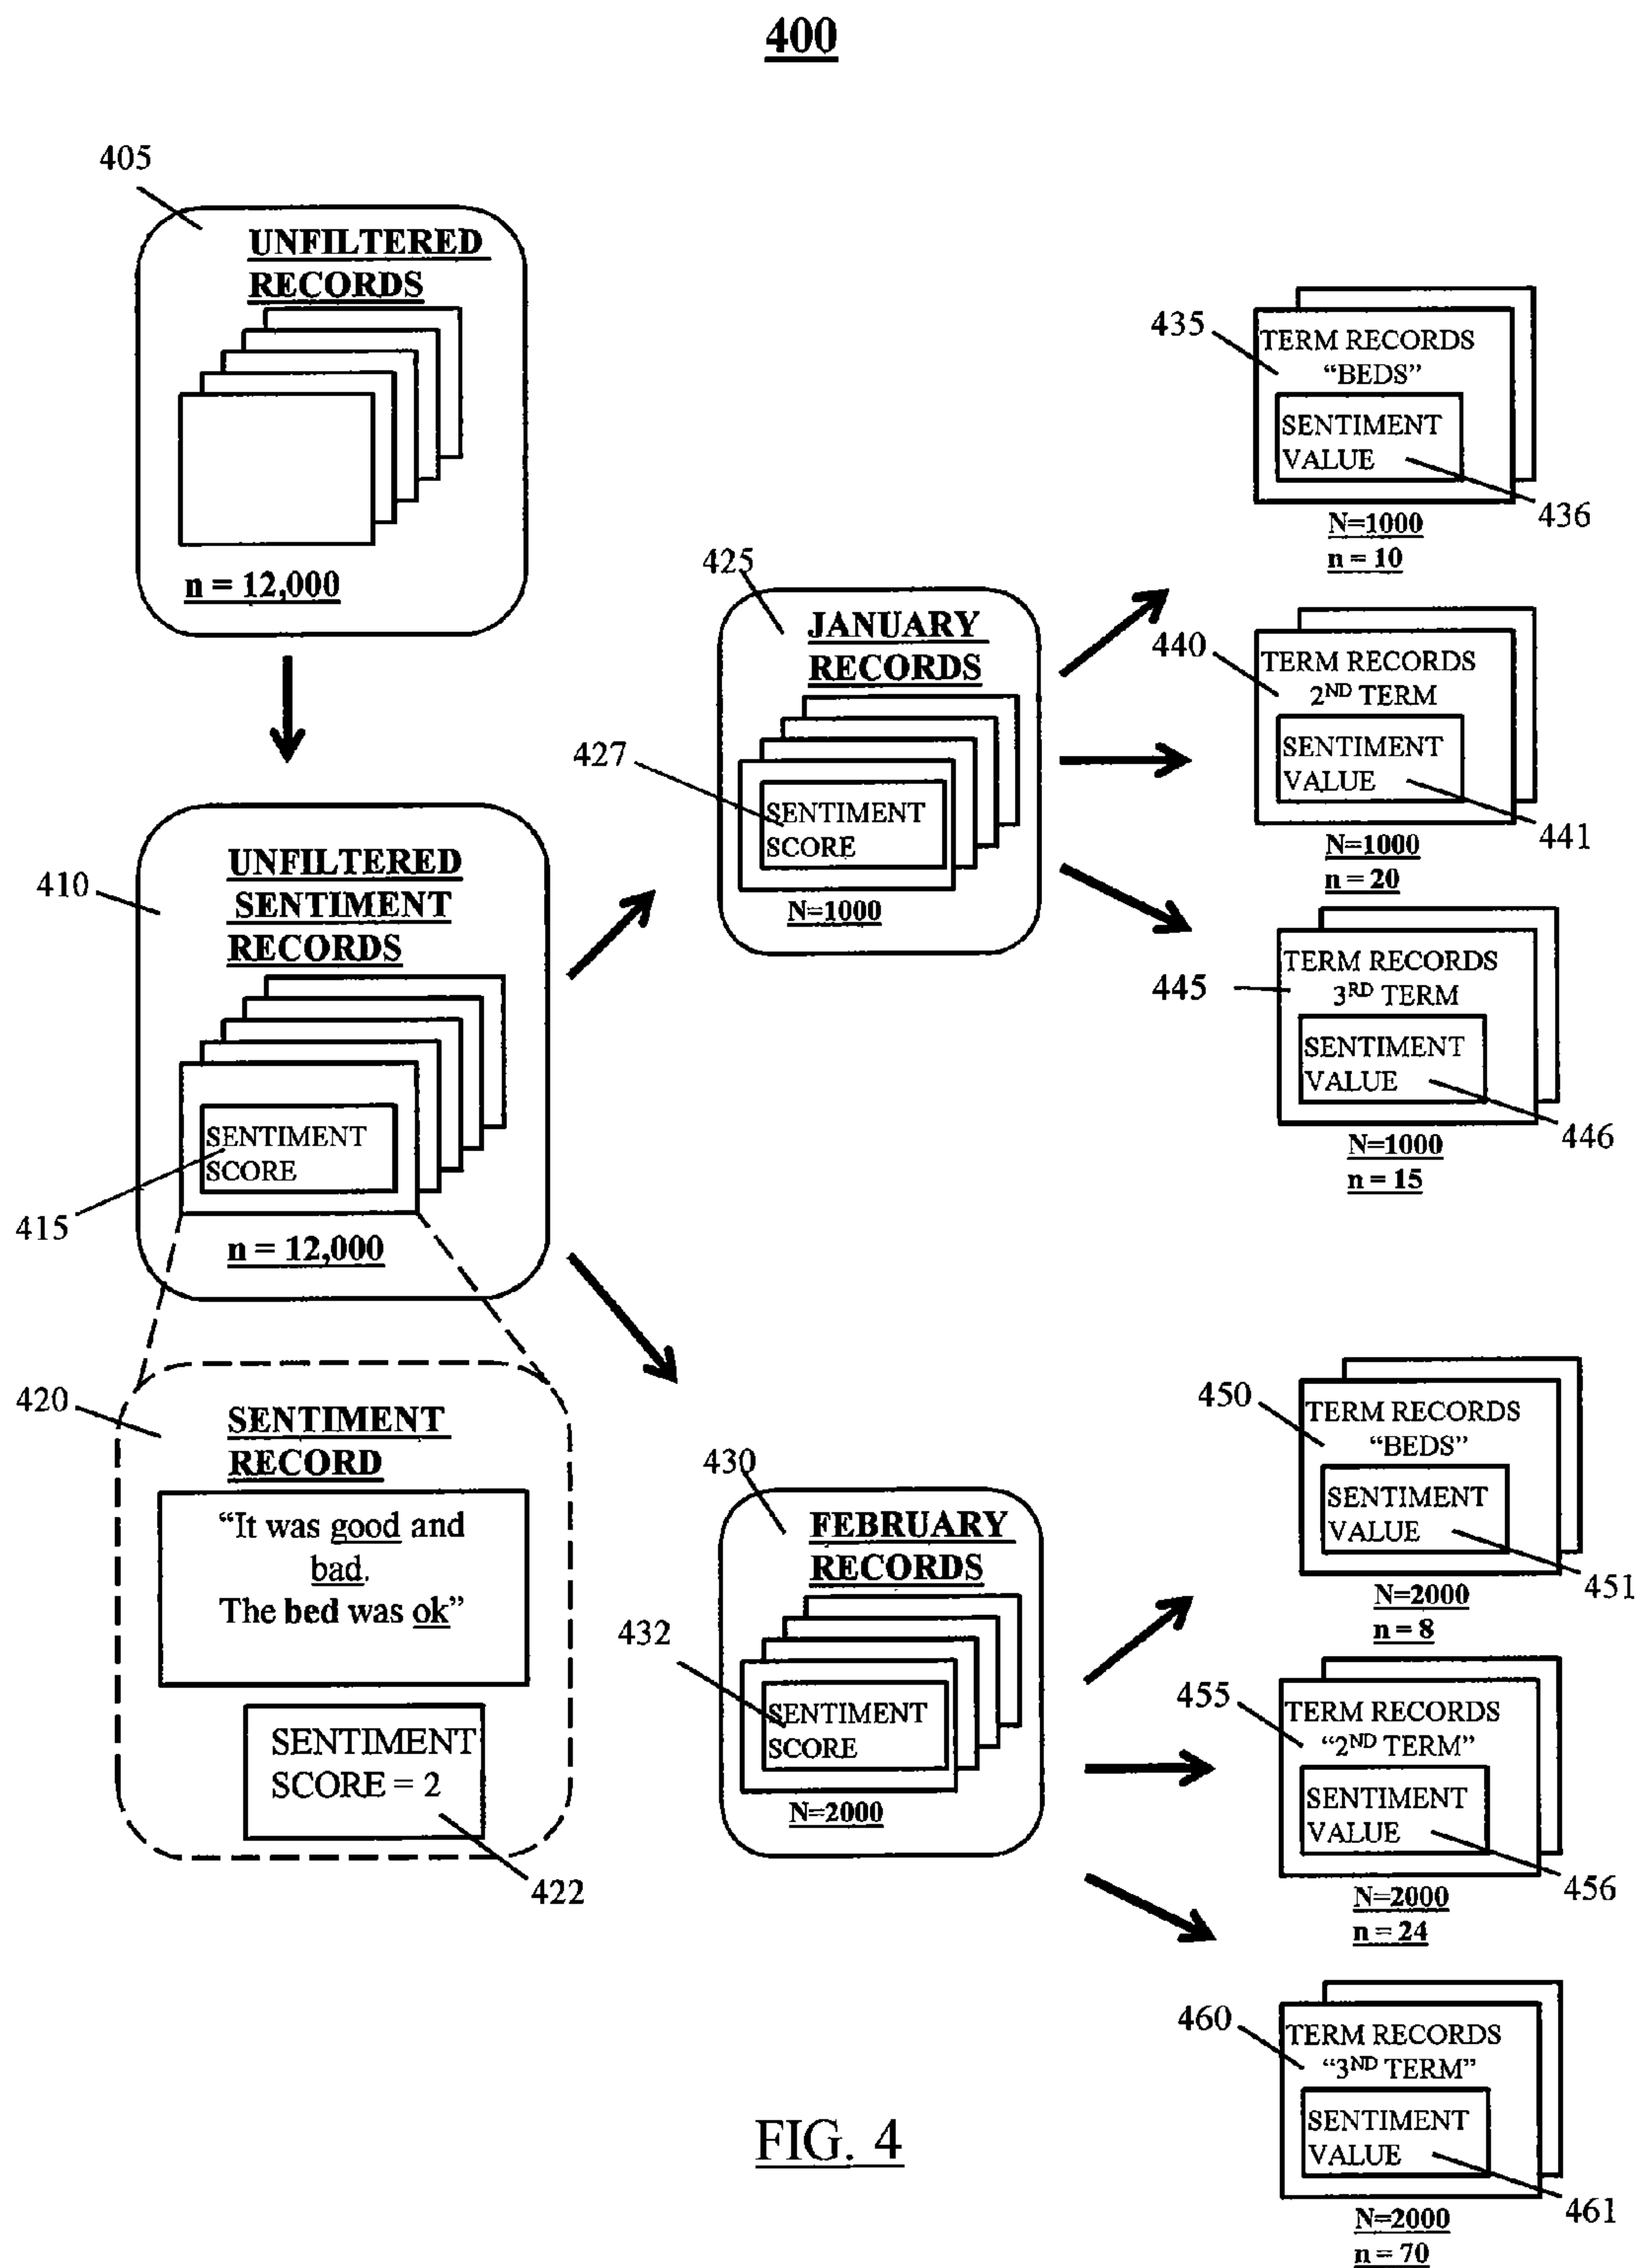 400
405
UNFILTERED
RECORDS
n = 12,000
410
UNFILTERED
SENTIMENT
RECORDS
SENTIMENT
SCORE
415
n = 12,000
420
SENTIMENT
RECORD
“It was good and
bad.
The bed was ok”
SENTIMENT
SCORE = 2
422
425
JANUARY
RECORDS
427
SENTIMENT
SCORE
N=1000
430
FEBRUARY
RECORDS
432
SENTIMENT
SCORE
N=2000
435
TERM RECORDS
“BEDS”
SENTIMENT
VALUE
436
N=1000
n = 10
440
TERM RECORDS
2ND TERM
SENTIMENT
VALUE
441
N=1000
n = 20
445
TERM RECORDS
3RD TERM
SENTIMENT
VALUE
446
N=1000
n = 15
450
TERM RECORDS
“BEDS”
SENTIMENT
VALUE
451
N=2000
n = 8
455
TERM RECORDS
“2ND TERM”
SENTIMENT
VALUE
456
N=2000
n = 24
460
TERM RECORDS
“3ND TERM”
SENTIMENT
VALUE
461
N=2000
n = 70
FIG. 4